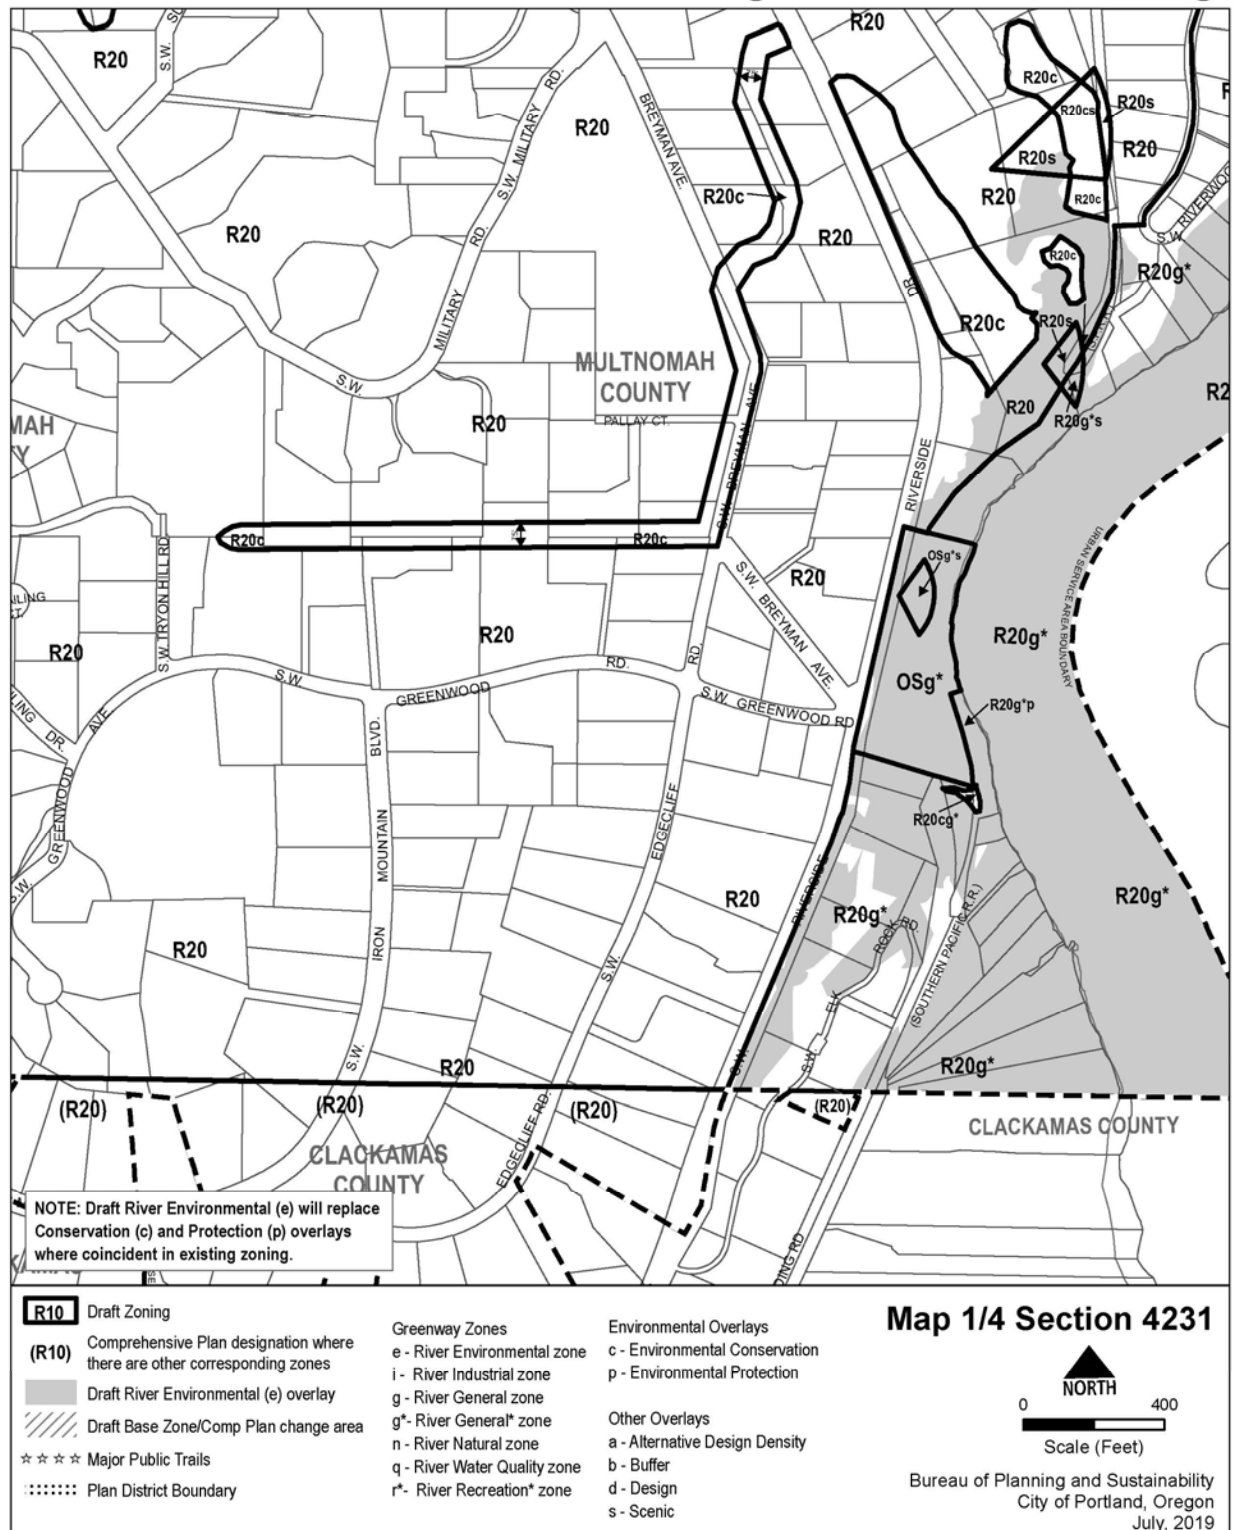 R20
R20
R20c
R20cs
R20s
R20s
R20
R20
R20
R20c
R20c
R20
R20
R20c
R20g*
R20c
R20s
R20
R20g*s
MULTNOMAH
COUNTY
R20
PALLAY CT.
S.W. MILITARY RD.
MILITARY RD.
S.W.
BREYMAN AVE.
S.W. BREYMAN AVE
RIVERSIDE
DR.
S.W. RIVERWOO
MAH
R20c
R20c
OSg*s
R20
R20
R20
R20g*
OSg*
R20g*p
URBAN SERVICE AREA BOUNDARY
S.W. TRYON HILL RD.
S.W. BREYMAN AVE.
S.W. GREENWOOD RD.
S.W. GREENWOOD RD
S.W. GREENWOOD AVE.
LING DR.
R20cg*
R20
R20g*
R20g*
R20
IRON MOUNTAIN BLVD.
S.W.
S.W. EDGECLIFF RD.
S.W. RIVERSIDE
S.W. ELK ROCK RD.
(SOUTHERN PACIFIC R.R.)
R20
R20g*
(R20)
(R20)
(R20)
(R20)
CLACKAMAS
COUNTY
CLACKAMAS COUNTY
EDGECLIFF RD.
DING RD
NOTE: Draft River Environmental (e) will replace
Conservation (c) and Protection (p) overlays
where coincident in existing zoning.
R10 Draft Zoning
(R10) Comprehensive Plan designation where
there are other corresponding zones
Draft River Environmental (e) overlay
Draft Base Zone/Comp Plan change area
Major Public Trails
Plan District Boundary
Greenway Zones
e - River Environmental zone
i - River Industrial zone
g - River General zone
g*- River General* zone
n - River Natural zone
q - River Water Quality zone
r*- River Recreation* zone
Environmental Overlays
c - Environmental Conservation
p - Environmental Protection
Other Overlays
a - Alternative Design Density
b - Buffer
d - Design
s - Scenic
Map 1/4 Section 4231
NORTH
0 400
Scale (Feet)
Bureau of Planning and Sustainability
City of Portland, Oregon
July, 2019